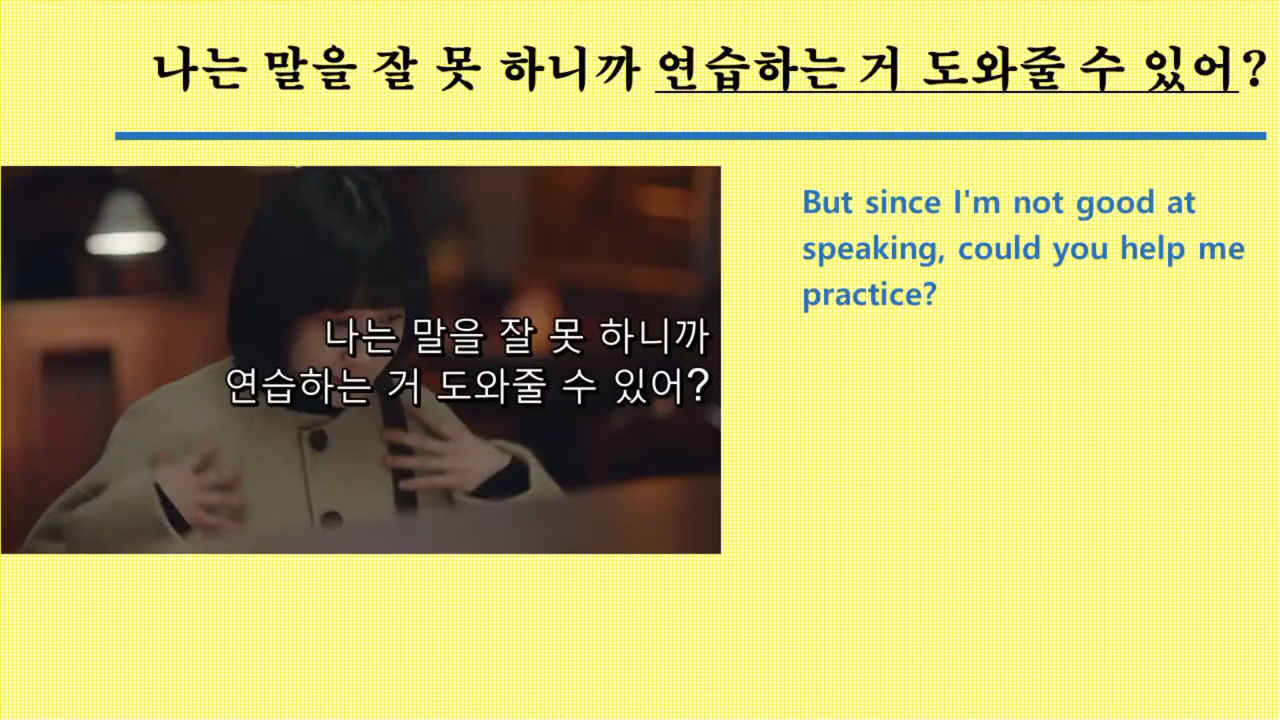 나는 말을 잘 못 하니까 연습하는 거 도와줄 수 있어?
나는 말을 잘 못 하니까
연습하는 거 도와줄 수 있어?
But since I'm not good at
speaking, could you help me
practice?